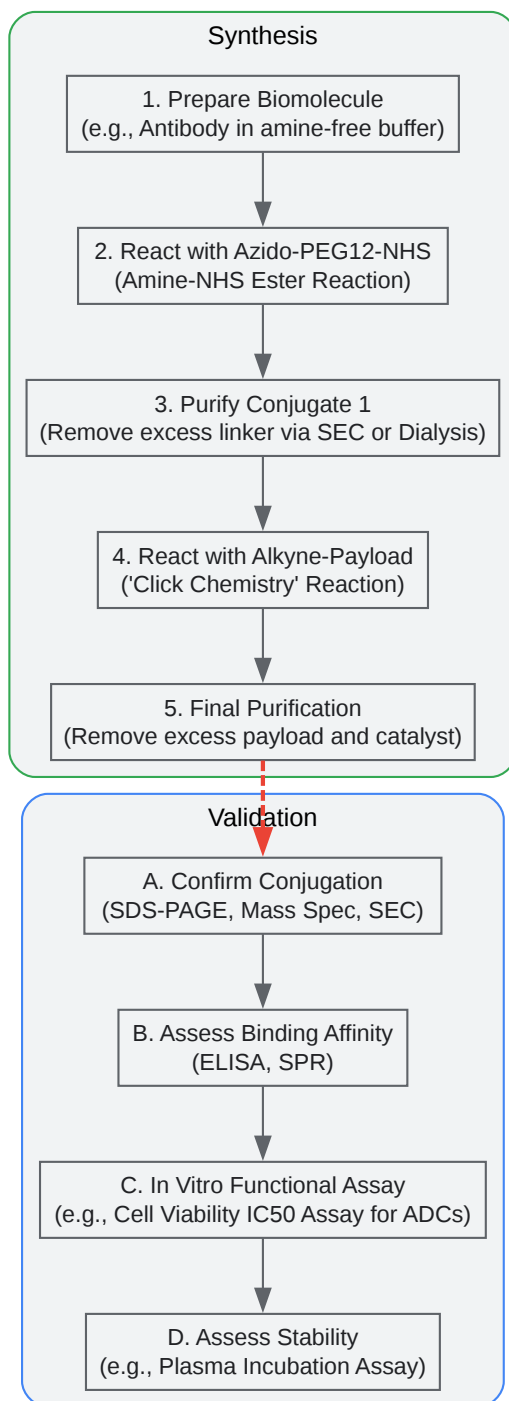 Synthesis
1. Prepare Biomolecule
(e.g., Antibody in amine-free buffer)
2. React with Azido-PEG12-NHS
(Amine-NHS Ester Reaction)
3. Purify Conjugate 1
(Remove excess linker via SEC or Dialysis)
4. React with Alkyne-Payload
('Click Chemistry' Reaction)
5. Final Purification
(Remove excess payload and catalyst)
Validation
A. Confirm Conjugation
(SDS-PAGE, Mass Spec, SEC)
B. Assess Binding Affinity
(ELISA, SPR)
C. In Vitro Functional Assay
(e.g., Cell Viability IC50 Assay for ADCs)
D. Assess Stability
(e.g., Plasma Incubation Assay)